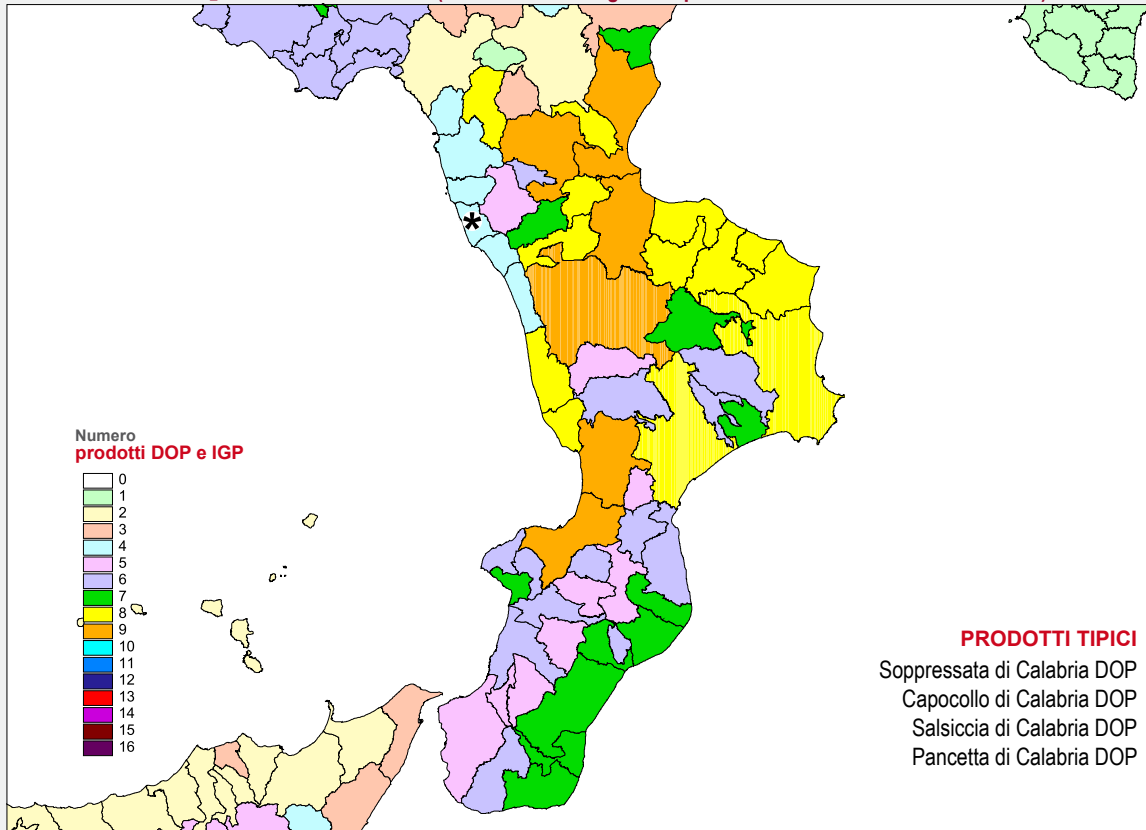 Numero
prodotti DOP e IGP
0
1
2
3
4
5
6
7
8
9
10
11
12
13
14
15
16
*
PRODOTTI TIPICI
Soppressata di Calabria DOP
Capocollo di Calabria DOP
Salsiccia di Calabria DOP
Pancetta di Calabria DOP